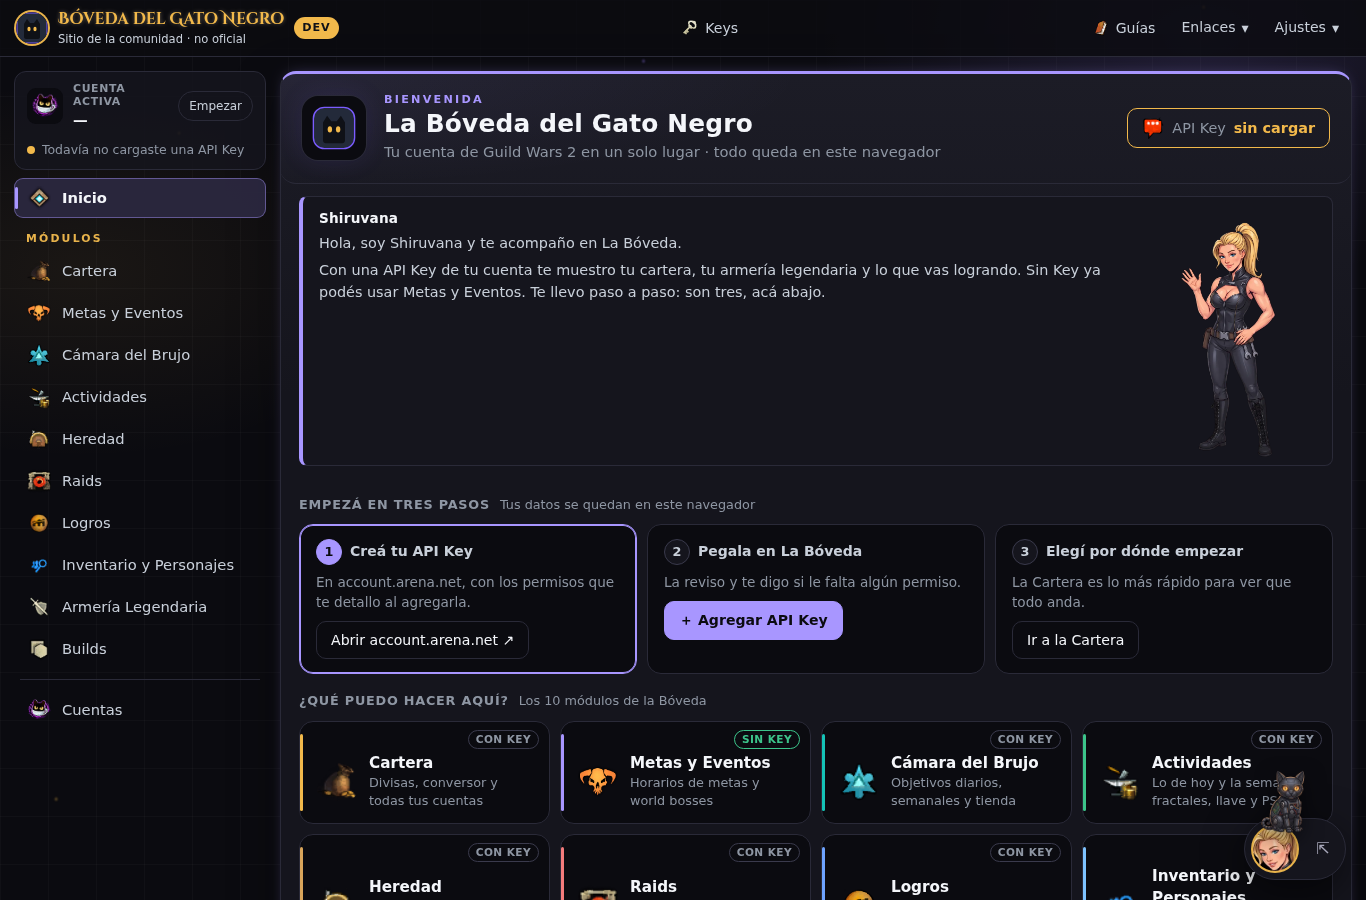 BÓVEDA DEL GATO NEGRO
Sitio de la comunidad · no oficial
DEV
Keys
Guías
Enlaces ▼
Ajustes ▼
CUENTA ACTIVA
—
Empezar
Todavía no cargaste una API Key
Inicio
MÓDULOS
Cartera
Metas y Eventos
Cámara del Brujo
Actividades
Heredad
Raids
Logros
Inventario y Personajes
Armería Legendaria
Builds
Cuentas
BIENVENIDA
La Bóveda del Gato Negro
Tu cuenta de Guild Wars 2 en un solo lugar · todo queda en este navegador
API Key sin cargar
Shiruvana
Hola, soy Shiruvana y te acompaño en La Bóveda.
Con una API Key de tu cuenta te muestro tu cartera, tu armería legendaria y lo que vas logrando. Sin Key ya
podés usar Metas y Eventos. Te llevo paso a paso: son tres, acá abajo.
EMPEZÁ EN TRES PASOS Tus datos se quedan en este navegador
1 Creá tu API Key
En account.arena.net, con los permisos que
te detallo al agregarla.
Abrir account.arena.net ↗
2 Pegala en La Bóveda
La reviso y te digo si le falta algún permiso.
+ Agregar API Key
3 Elegí por dónde empezar
La Cartera es lo más rápido para ver que
todo anda.
Ir a la Cartera
¿QUÉ PUEDO HACER AQUÍ? Los 10 módulos de la Bóveda
CON KEY
Cartera
Divisas, conversor y
todas tus cuentas
SIN KEY
Metas y Eventos
Horarios de metas y
world bosses
CON KEY
Cámara del Brujo
Objetivos diarios,
semanales y tienda
CON KEY
Actividades
Lo de hoy y la
fractales, llave y
CON KEY
Heredad
CON KEY
Raids
CON KEY
Logros
Inventario y
Personajes